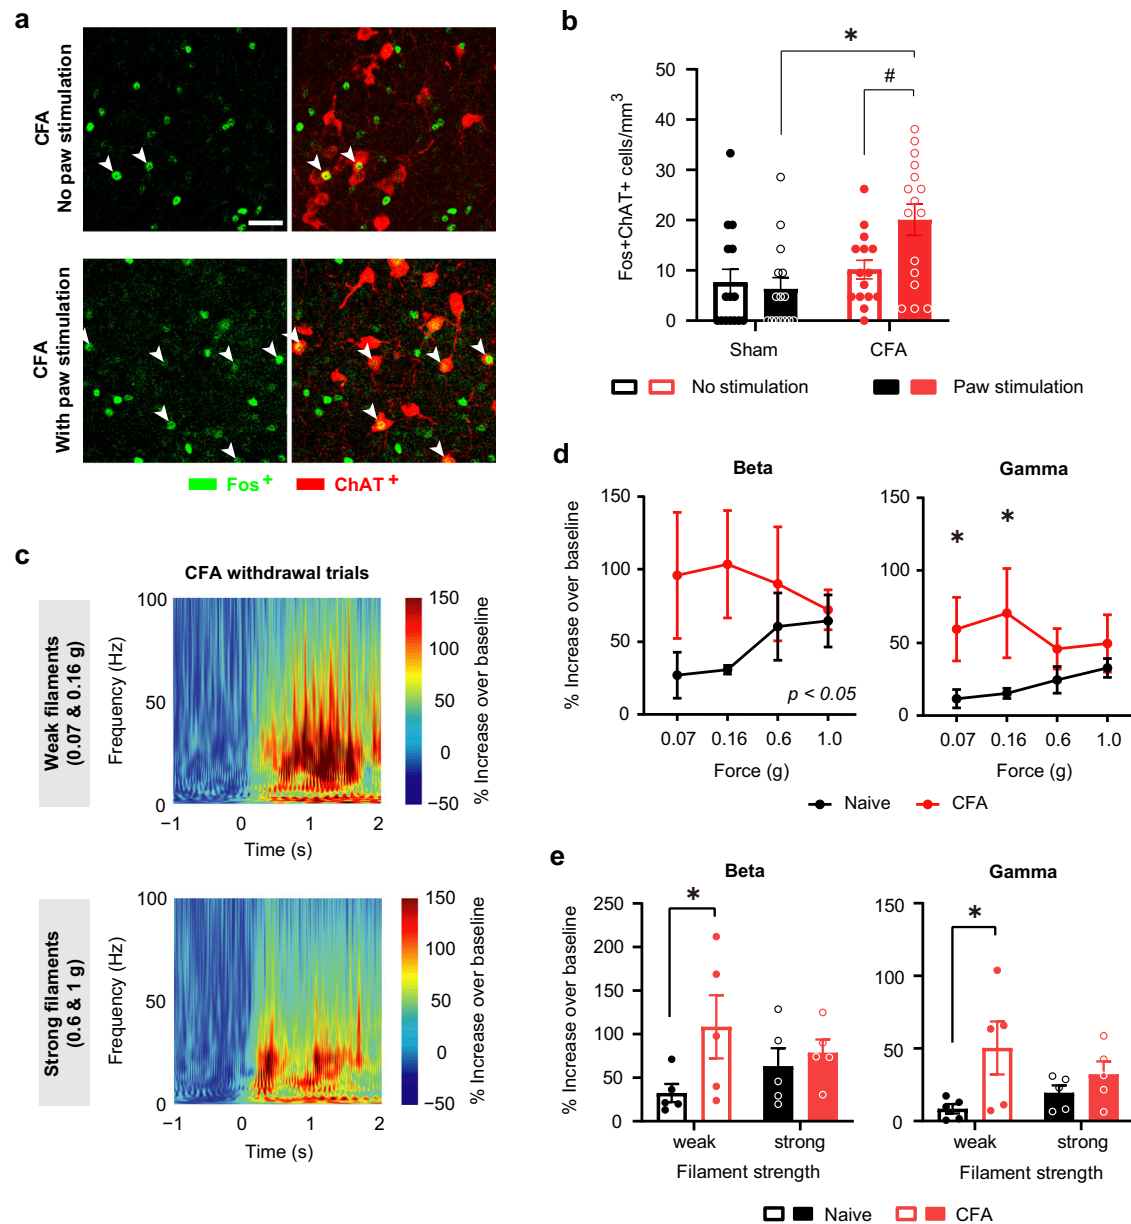 a
CFA
No paw stimulation
CFA
With paw stimulation
Fos+ ChAT+
b
Fos+ChAT+ cells/mm3
50
40
30
20
10
0
*
#
Sham CFA
No stimulation Paw stimulation
c
CFA withdrawal trials
Weak filaments
(0.07 & 0.16 g)
Frequency (Hz)
100
50
0
−1 0 1 2
Time (s)
150
100
50
0
−50
% Increase over baseline
Strong filaments
(0.6 & 1 g)
Frequency (Hz)
100
50
0
−1 0 1 2
Time (s)
150
100
50
0
−50
% Increase over baseline
d
Beta
% Increase over baseline
150
100
50
0
p < 0.05
0.07 0.16 0.6 1.0
Force (g)
Gamma
150
100
50
0
* *
0.07 0.16 0.6 1.0
Force (g)
Naive CFA
e
Beta
% Increase over baseline
250
200
150
100
50
0
*
weak strong
Filament strength
Gamma
150
100
50
0
*
weak strong
Filament strength
Naive CFA